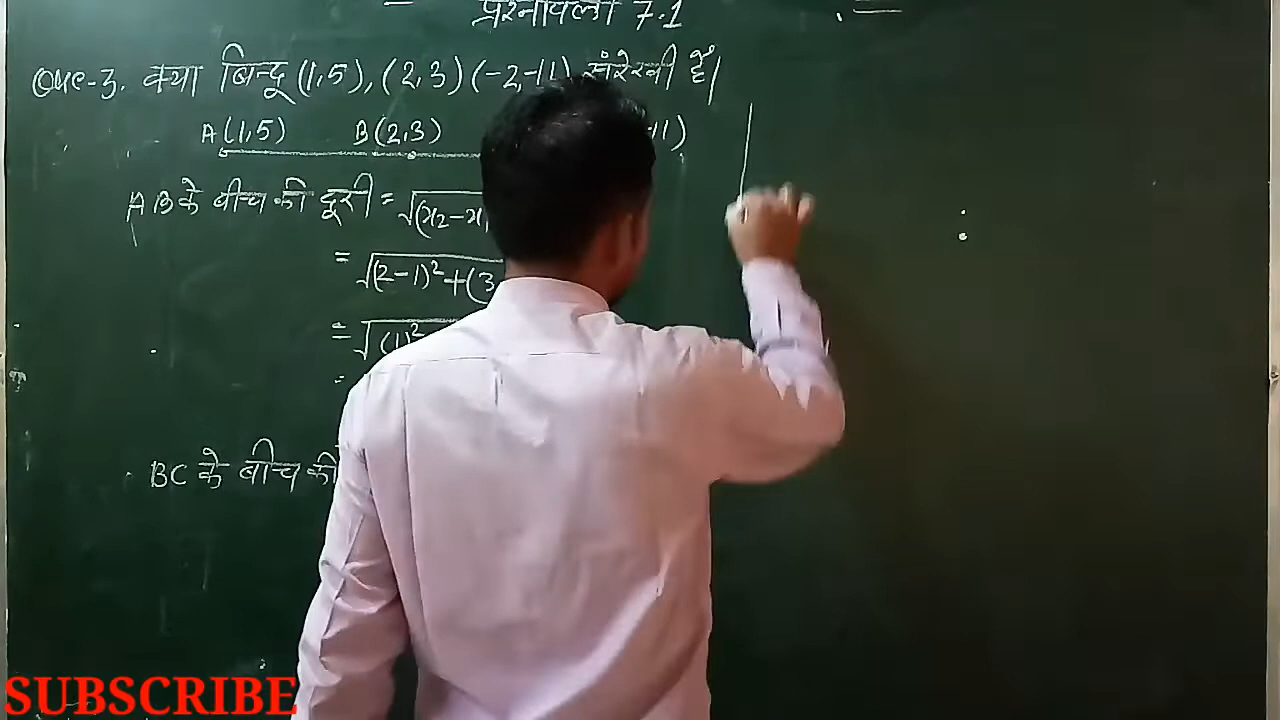 प्रश्नावली 7.1
Que-3. क्या बिन्दू (1,5), (2,3) (-2,-11) संरेखी हैं।
A(1,5) B(2,3) -11)
AB के बीच की दूरी = √(x₂-x₁
= √(2-1)²+(3
= √(1)²
BC के बीच की
SUBSCRIBE